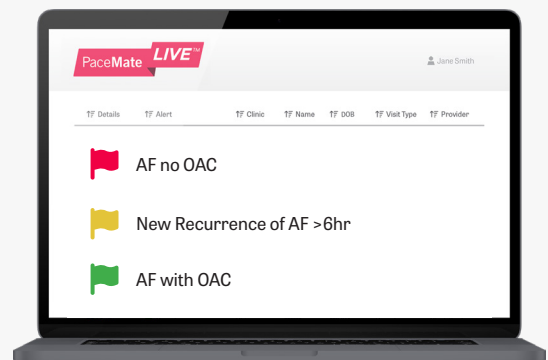 PaceMate LIVE™
Jane Smith
Details Alert Clinic Name DOB Visit Type Provider
AF no OAC
New Recurrence of AF >6hr
AF with OAC